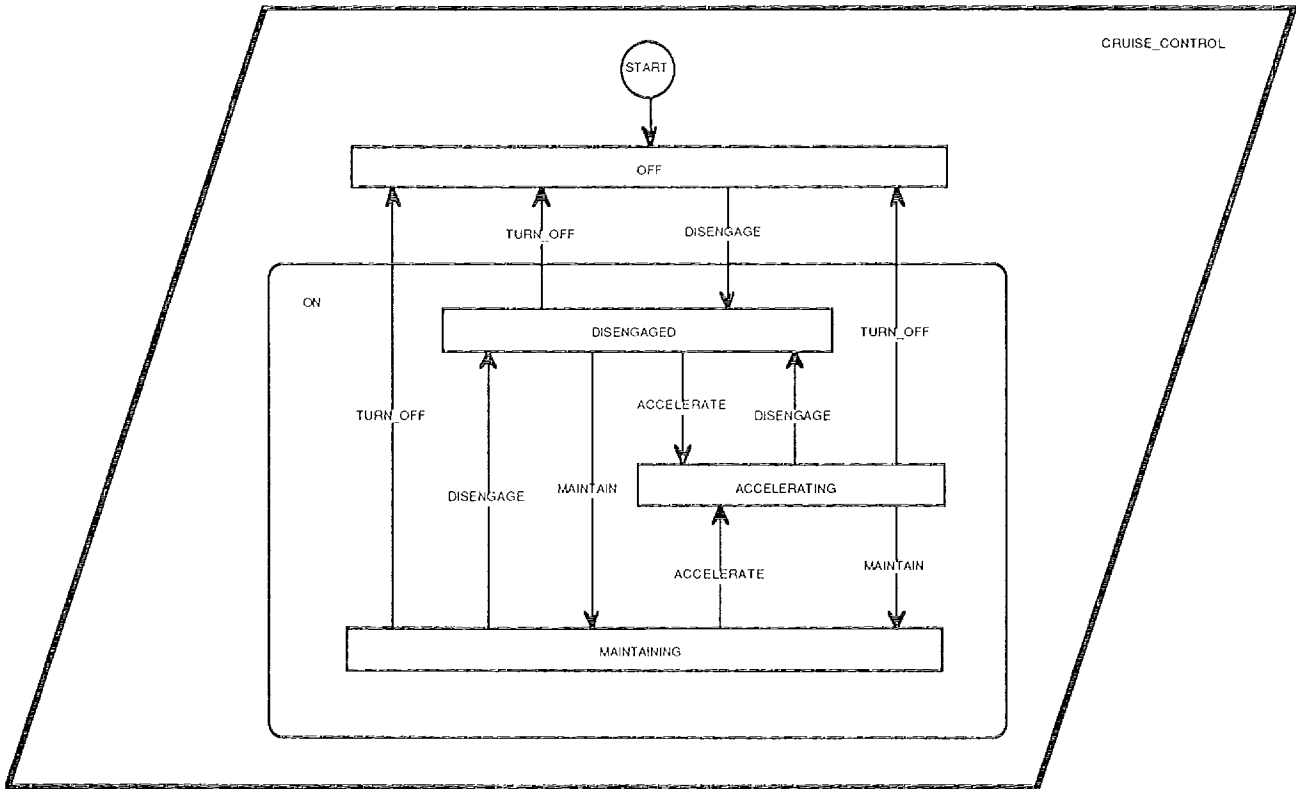 CRUISE_CONTROL
START
OFF
TURN_OFF
DISENGAGE
ON
DISENGAGED
TURN_OFF
ACCELERATE
TURN_OFF
DISENGAGE
ACCELERATING
DISENGAGE
MAINTAIN
MAINTAIN
ACCELERATE
MAINTAINING